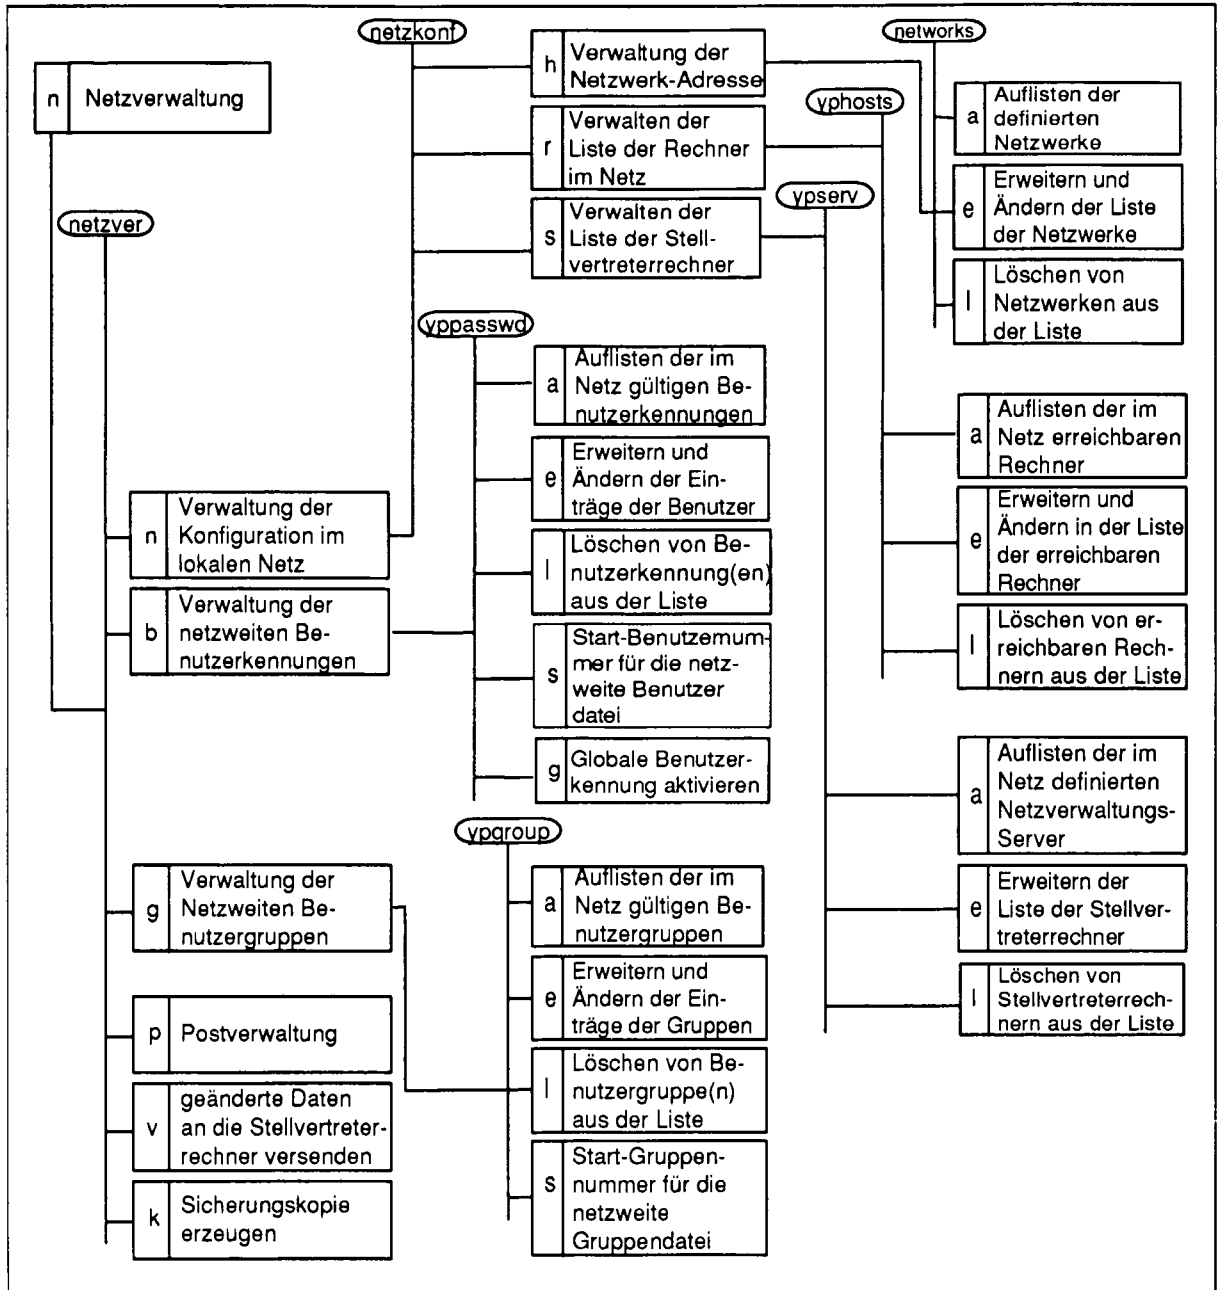 n
Netzverwaltung
netzver
n
Verwaltung der
Konfiguration im
lokalen Netz
b
Verwaltung der
netzweiten Be-
nutzerkennungen
g
Verwaltung der
Netzweiten Be-
nutzergruppen
p
Postverwaltung
v
geänderte Daten
an die Stellvertreter-
rechner versenden
k
Sicherungskopie
erzeugen
netzkonf
h
Verwaltung der
Netzwerk-Adresse
r
Verwalten der
Liste der Rechner
im Netz
s
Verwalten der
Liste der Stell-
vertreterrechner
yppasswd
a
Auflisten der im
Netz gültigen Be-
nutzerkennungen
e
Erweitern und
Ändern der Ein-
träge der Benutzer
l
Löschen von Be-
nutzerkennung(en)
aus der Liste
s
Start-Benutzernum-
mer für die netz-
weite Benutzer
datei
g
Globale Benutzer-
kennung aktivieren
ypgroup
a
Auflisten der im
Netz gültigen Be-
nutzergruppen
e
Erweitern und
Ändern der Ein-
träge der Gruppen
l
Löschen von Be-
nutzergruppe(n)
aus der Liste
s
Start-Gruppen-
nummer für die
netzweite
Gruppendatei
networks
a
Auflisten der
definierten
Netzwerke
e
Erweitern und
Ändern der Liste
der Netzwerke
l
Löschen von
Netzwerken aus
der Liste
yphosts
a
Auflisten der im
Netz erreichbaren
Rechner
e
Erweitern und
Ändern in der Liste
der erreichbaren
Rechner
l
Löschen von er-
reichbaren Rech-
nern aus der Liste
ypserv
a
Auflisten der im
Netz definierten
Netzverwaltungs-
Server
e
Erweitern der
Liste der Stellver-
treterrechner
l
Löschen von
Stellvertreterrech-
nern aus der Liste